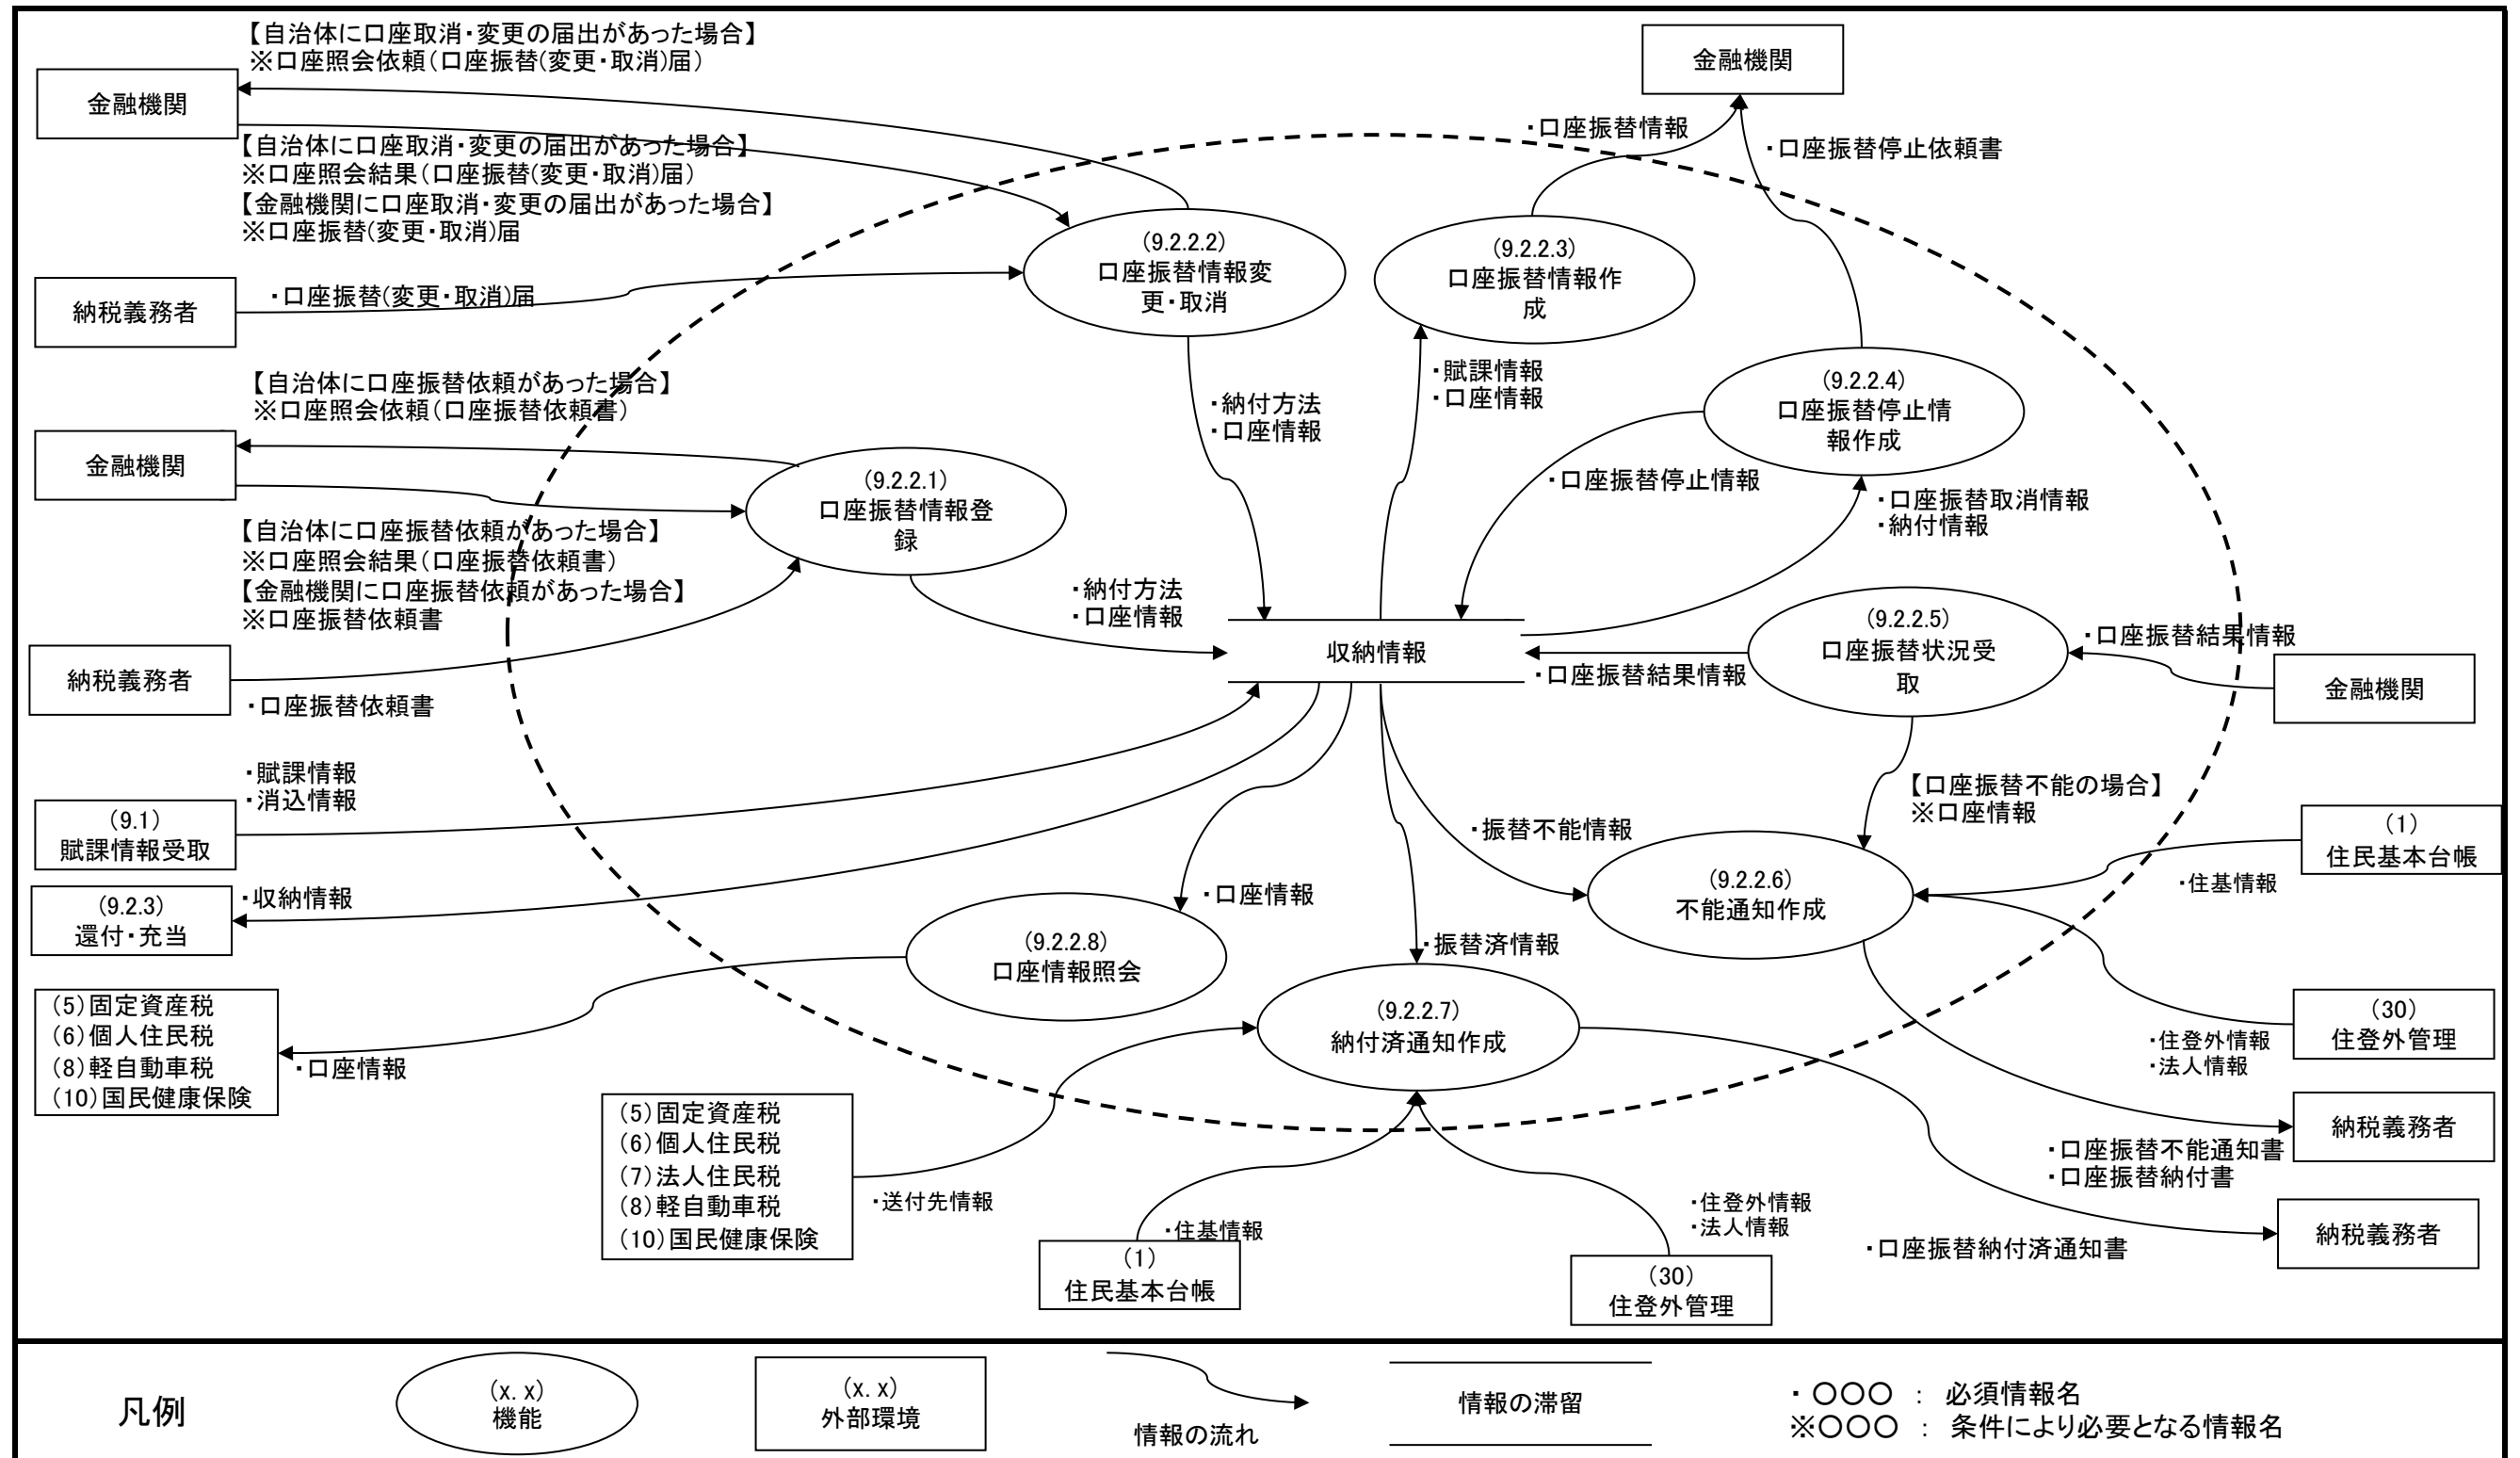 【自治体に口座取消・変更の届出があった場合】
※口座照会依頼(口座振替(変更・取消)届)
金融機関
【自治体に口座取消・変更の届出があった場合】
※口座照会結果(口座振替(変更・取消)届)
【金融機関に口座取消・変更の届出があった場合】
※口座振替(変更・取消)届
納税義務者
・口座振替(変更・取消)届
金融機関
・口座振替情報
・口座振替停止依頼書
(9.2.2.2)
口座振替情報変
更・取消
(9.2.2.3)
口座振替情報作
成
(9.2.2.4)
口座振替停止情
報作成
・賦課情報
・口座情報
・納付方法
・口座情報
【自治体に口座振替依頼があった場合】
※口座照会依頼(口座振替依頼書)
金融機関
(9.2.2.1)
口座振替情報登
録
【自治体に口座振替依頼があった場合】
※口座照会結果(口座振替依頼書)
【金融機関に口座振替依頼があった場合】
※口座振替依頼書
納税義務者
・口座振替依頼書
・納付方法
・口座情報
・口座振替停止情報
・口座振替取消情報
・納付情報
収納情報
(9.2.2.5)
口座振替状況受
取
・口座振替結果情報
・口座振替結果情報
金融機関
・賦課情報
・消込情報
(9.1)
賦課情報受取
・収納情報
(9.2.3)
還付・充当
・口座情報
・振替不能情報
・振替済情報
【口座振替不能の場合】
※口座情報
(1)
住民基本台帳
・住基情報
(9.2.2.6)
不能通知作成
(9.2.2.8)
口座情報照会
(9.2.2.7)
納付済通知作成
(30)
住登外管理
・住登外情報
・法人情報
(5)固定資産税
(6)個人住民税
(8)軽自動車税
(10)国民健康保険
・口座情報
(5)固定資産税
(6)個人住民税
(7)法人住民税
(8)軽自動車税
(10)国民健康保険
・送付先情報
・住基情報
(1)
住民基本台帳
・住登外情報
・法人情報
(30)
住登外管理
納税義務者
・口座振替不能通知書
・口座振替納付書
納税義務者
・口座振替納付済通知書
凡例
(x.x)
機能
(x.x)
外部環境
情報の流れ
情報の滞留
・ 〇〇〇 : 必須情報名
※〇〇〇 : 条件により必要となる情報名